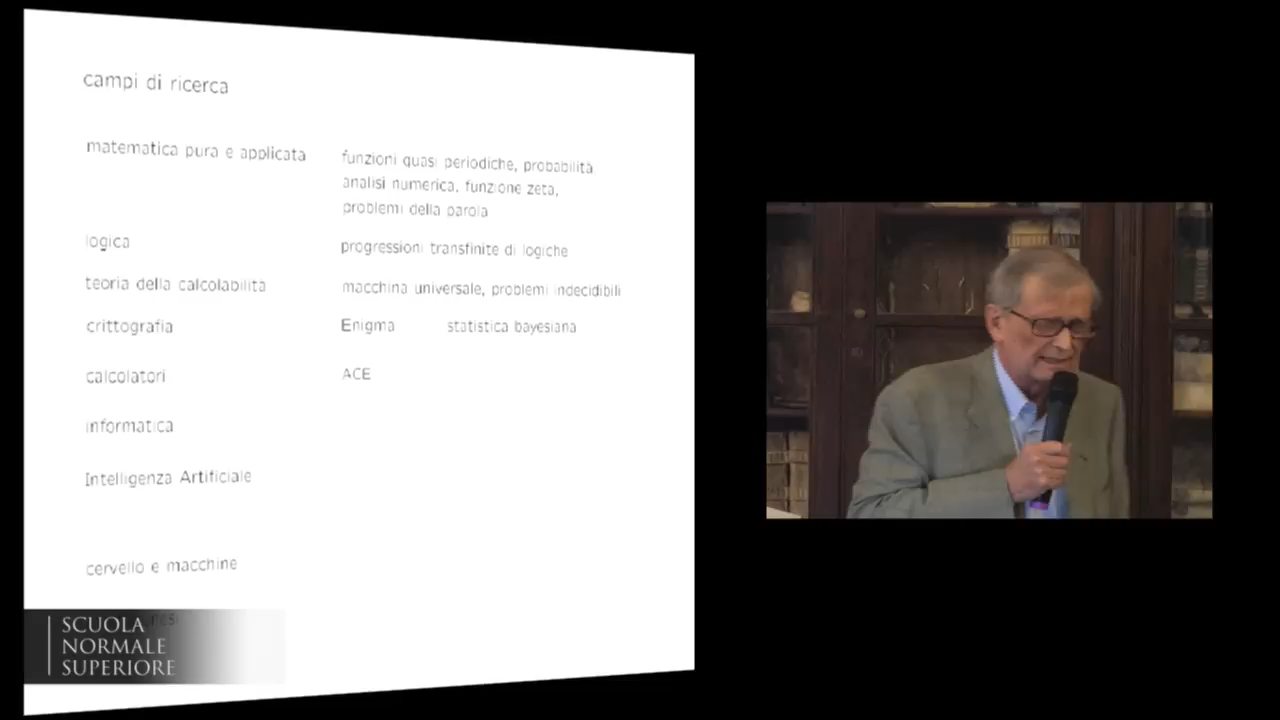 campi di ricerca
matematica pura e applicata
funzioni quasi periodiche, probabilità
analisi numerica, funzione zeta,
problemi della parola
logica
progressioni transfinite di logiche
teoria della calcolabilità
macchina universale, problemi indecidibili
crittografia
Enigma statistica bayesiana
calcolatori
ACE
informatica
Intelligenza Artificiale
cervello e macchine
SCUOLA
NORMALE
SUPERIORE